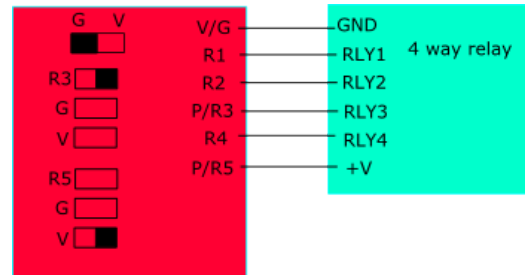 G V
V/G GND
R1 RLY1 4 way relay
R3 R2 RLY2
G P/R3 RLY3
V R4 RLY4
P/R5 +V
R5
G
V